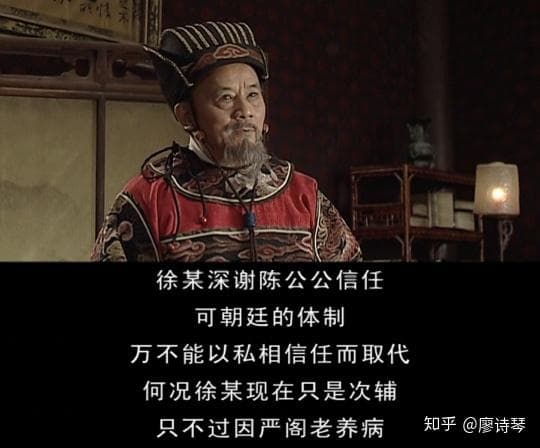 徐某深谢陈公公信任
可朝廷的体制
万不能以私相信任而取代
何况徐某现在只是次辅
只不过因严阁老养病
知乎 @廖诗琴